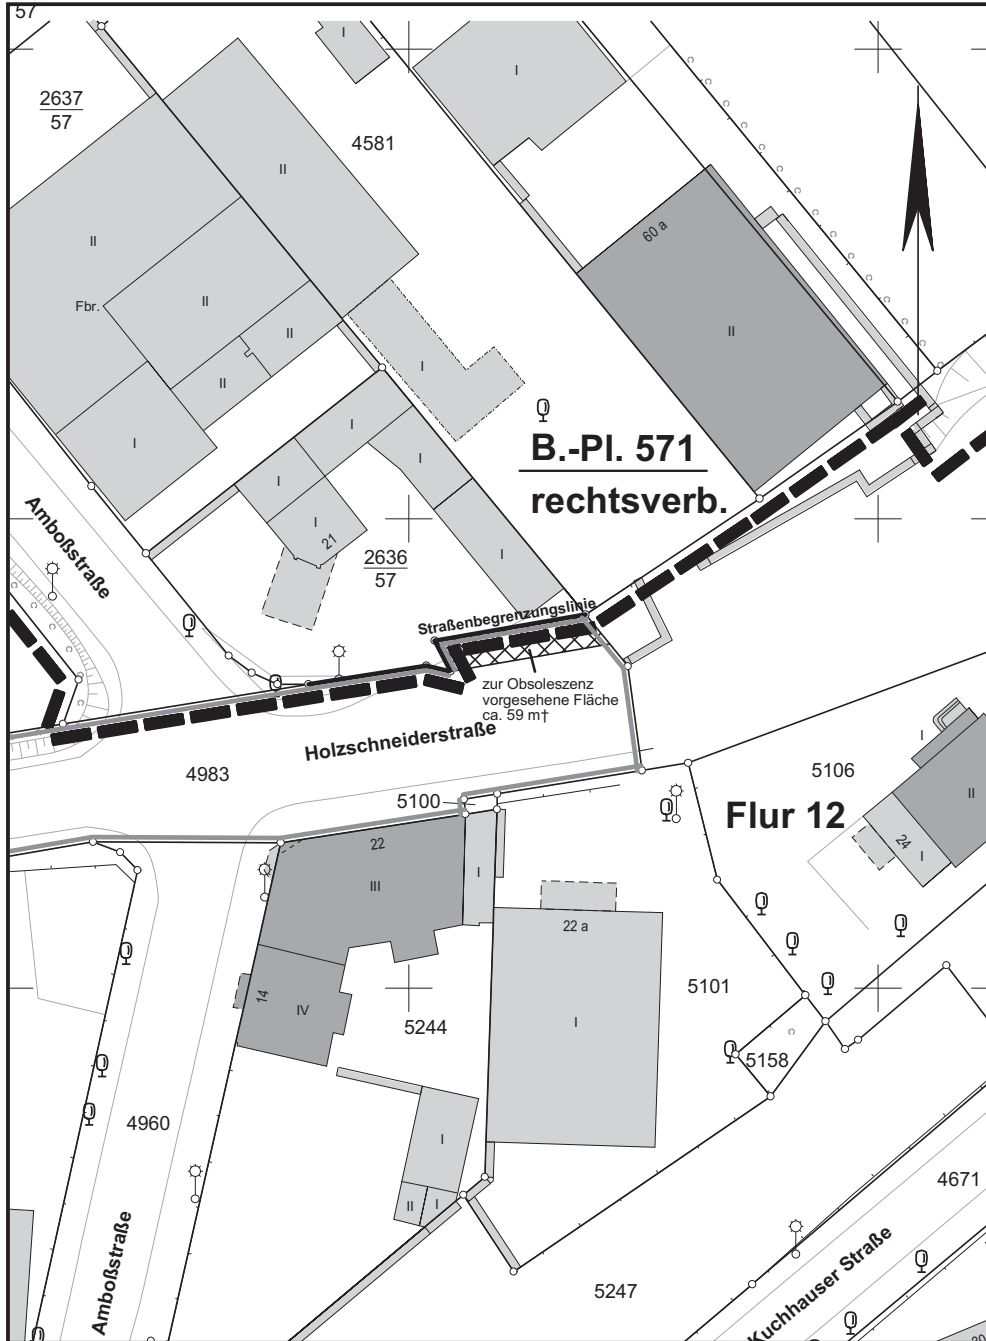 57
I
I
2637
57
4581
II
60 a
II
II
Fbr.
II
II
I
II
II
I
I
I
B.-Pl. 571
rechtsverb.
I
I
21
I
2636
57
Amboßstraße
Straßenbegrenzungslinie
zur Obsoleszenz
vorgesehene Fläche
ca. 59 m†
Holzschneiderstraße
4983
5106
I
II
5100
Flur 12
24
I
22
III
I
22 a
14
IV
5244
I
5101
5158
4960
I
II
I
4671
Amboßstraße
Kuchhauser Straße
5247